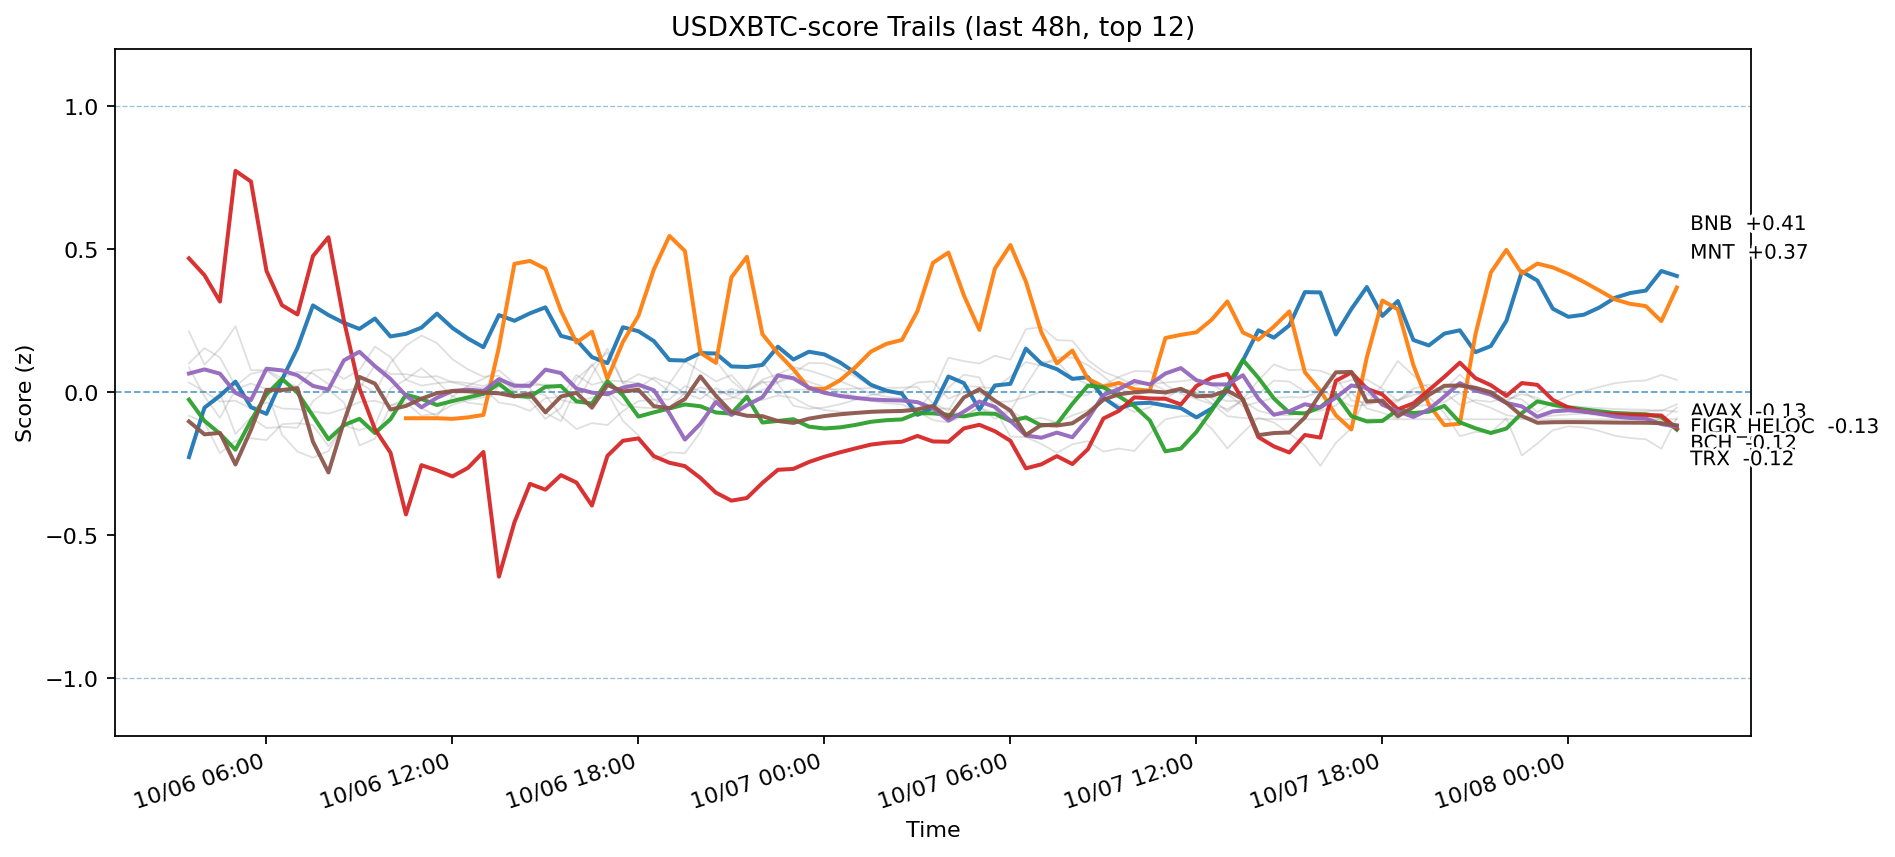 USDXBTC-score Trails (last 48h, top 12)
Score (z)
1.0
0.5
0.0
−0.5
−1.0
BNB +0.41
MNT +0.37
AVAX -0.13
FIGR_HELOC -0.13
BCH -0.12
TRX -0.12
10/06 06:00
10/06 12:00
10/06 18:00
10/07 00:00
10/07 06:00
10/07 12:00
10/07 18:00
10/08 00:00
Time